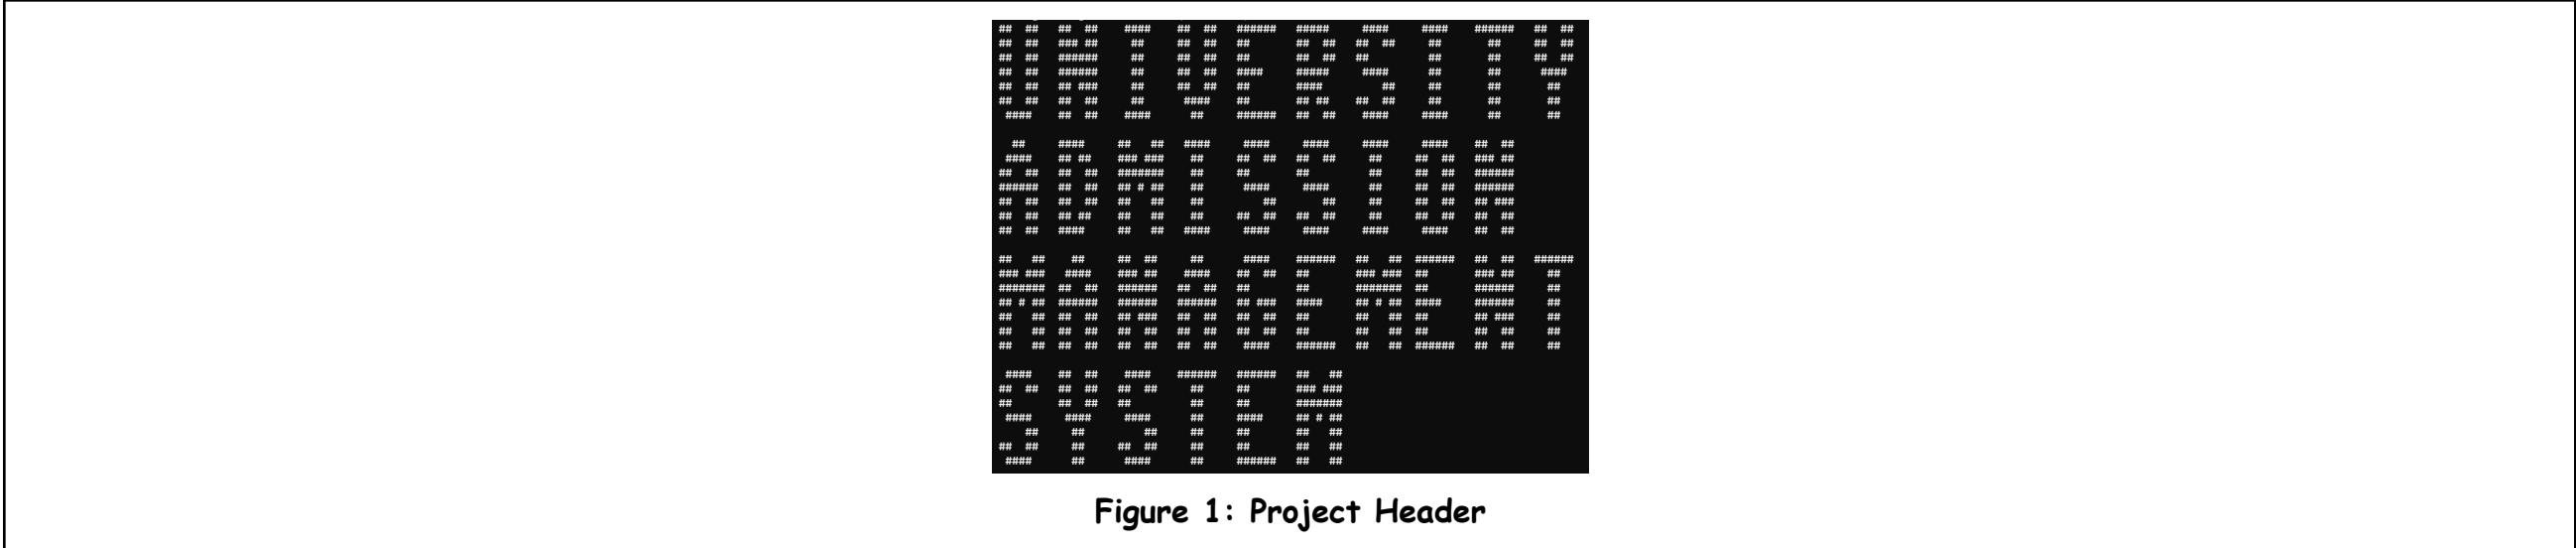 UNIVERSITY
ADMISSION
MANAGEMENT
SYSTEM
Figure 1: Project Header